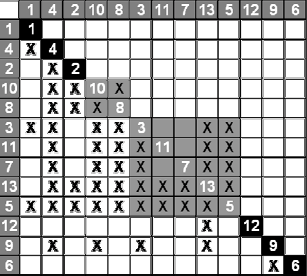 1 4 2 10 8 3 11 7 13 5 12 9 6
1 1
4 X 4
2 X 2
10 X X 10 X
8 X X X 8
3 X X X X 3 X X
11 X X X X 11 X X
7 X X X X 7 X X
13 X X X X X X X 13 X
5 X X X X X X X X X 5
12 X 12
9 X X X X 9
6 X 6